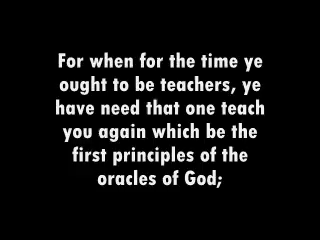 For when for the time ye
ought to be teachers, ye
have need that one teach
you again which be the
first principles of the
oracles of God;